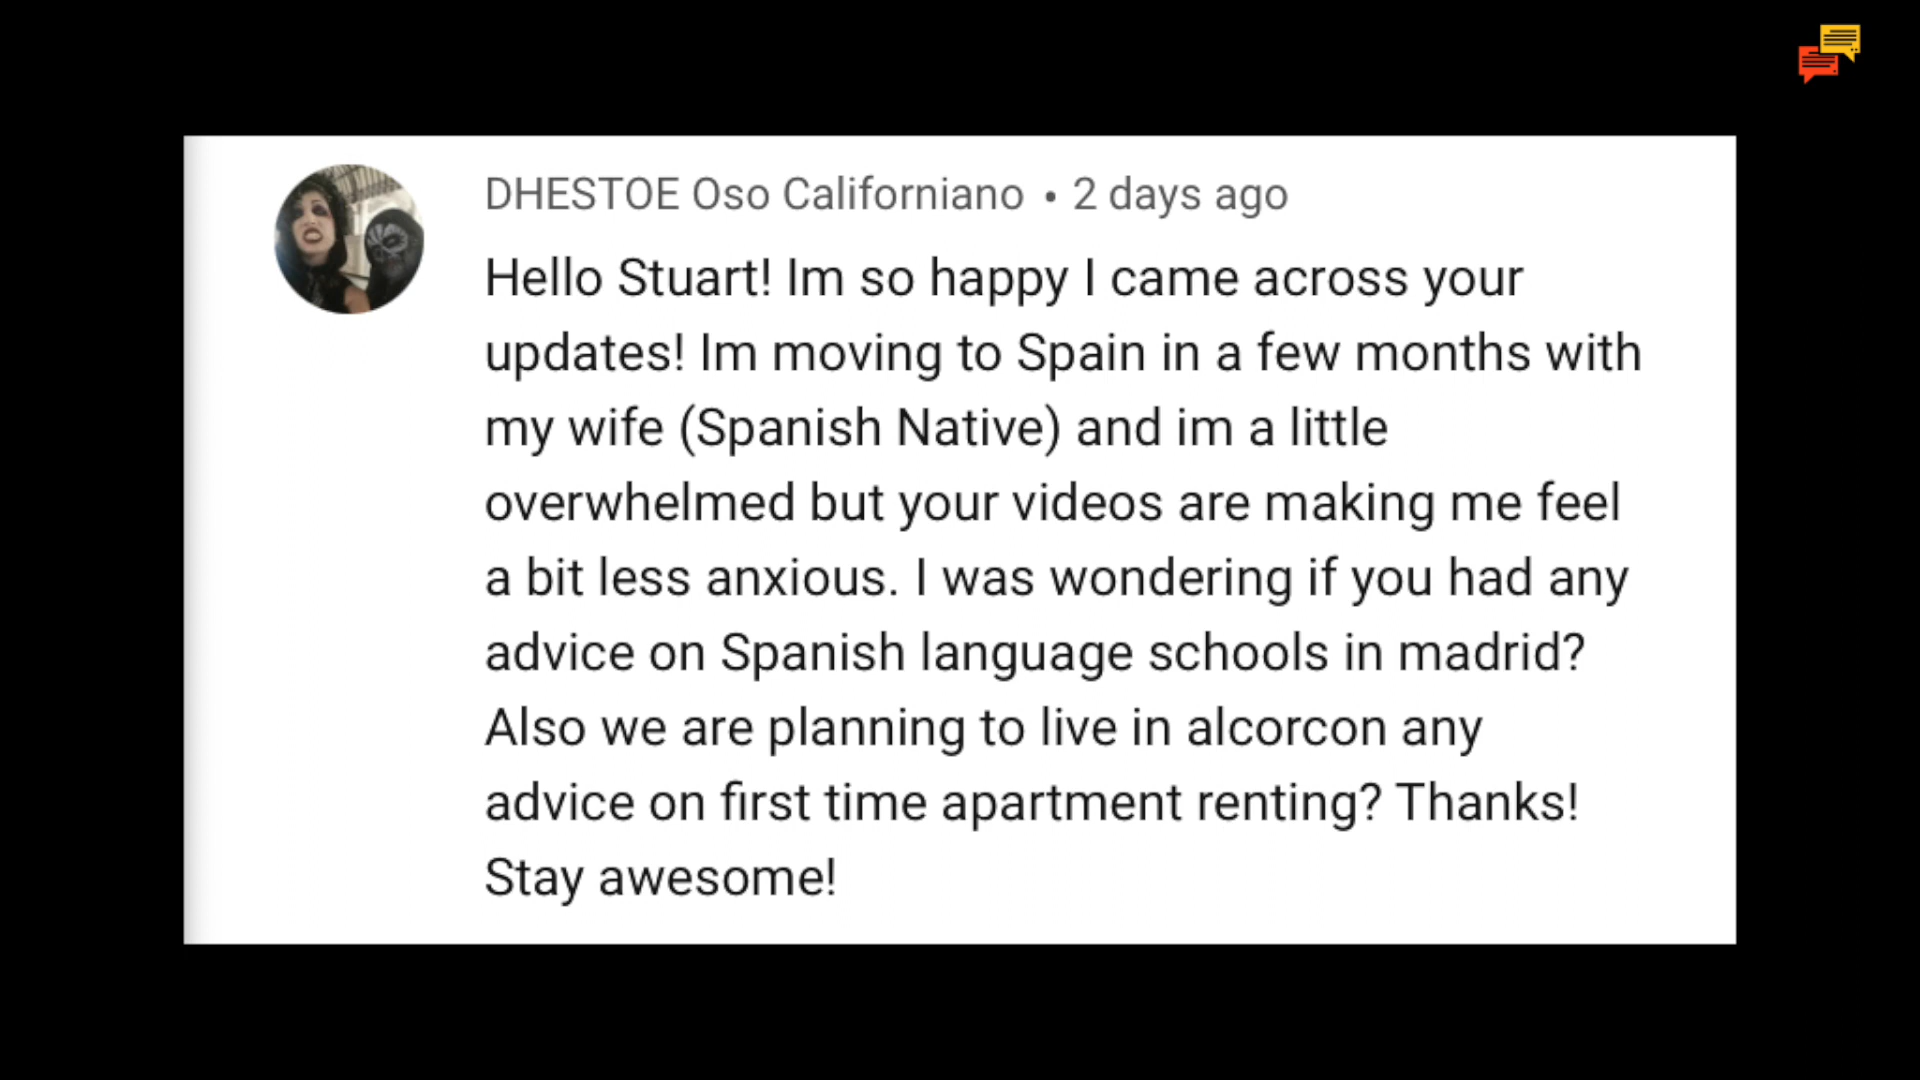 DHESTOE Oso Californiano • 2 days ago
Hello Stuart! Im so happy I came across your
updates! Im moving to Spain in a few months with
my wife (Spanish Native) and im a little
overwhelmed but your videos are making me feel
a bit less anxious. I was wondering if you had any
advice on Spanish language schools in madrid?
Also we are planning to live in alcorcon any
advice on first time apartment renting? Thanks!
Stay awesome!